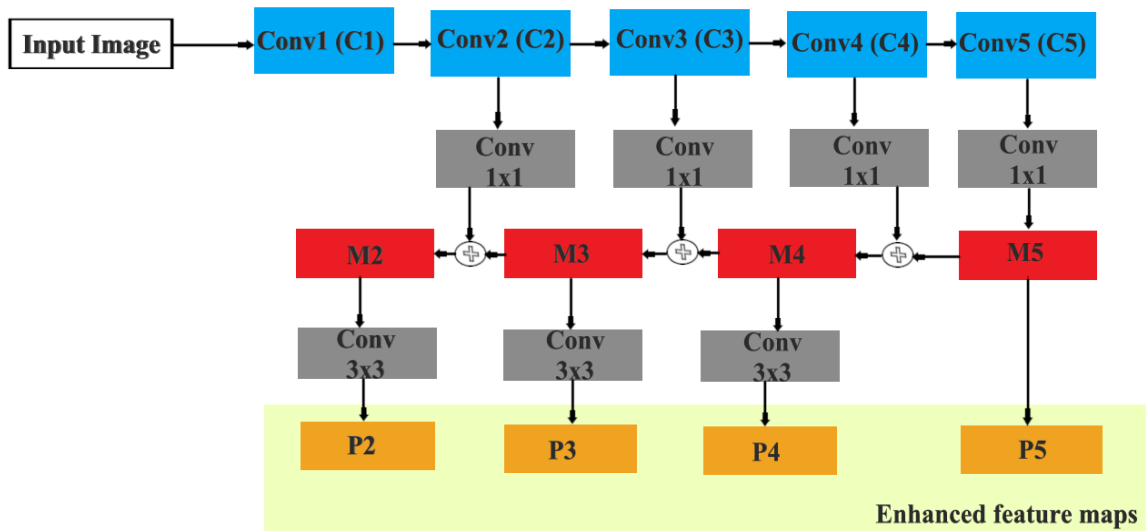 Input Image
Conv1 (C1)
Conv2 (C2)
Conv3 (C3)
Conv4 (C4)
Conv5 (C5)
Conv
1x1
Conv
1x1
Conv
1x1
Conv
1x1
M2
M3
M4
M5
Conv
3x3
Conv
3x3
Conv
3x3
P2
P3
P4
P5
Enhanced feature maps